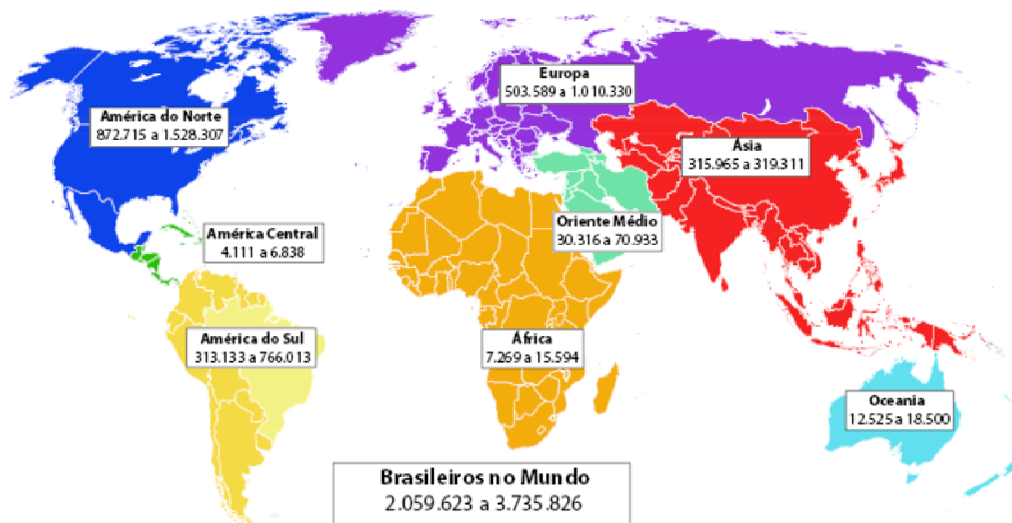 Europa
503.589 a 1.010.330
América do Norte
872.715 a 1.528.307
Ásia
315.965 a 319.311
América Central
4.111 a 6.838
Oriente Médio
30.316 a 70.933
América do Sul
313.133 a 766.013
África
7.269 a 15.594
Oceania
12.525 a 18.500
Brasileiros no Mundo
2.059.623 a 3.735.826